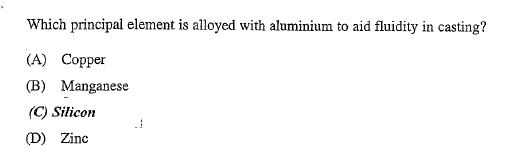 Which principal element is alloyed with aluminium to aid fluidity in casting?
(A) Copper
(B) Manganese
(C) Silicon
(D) Zinc